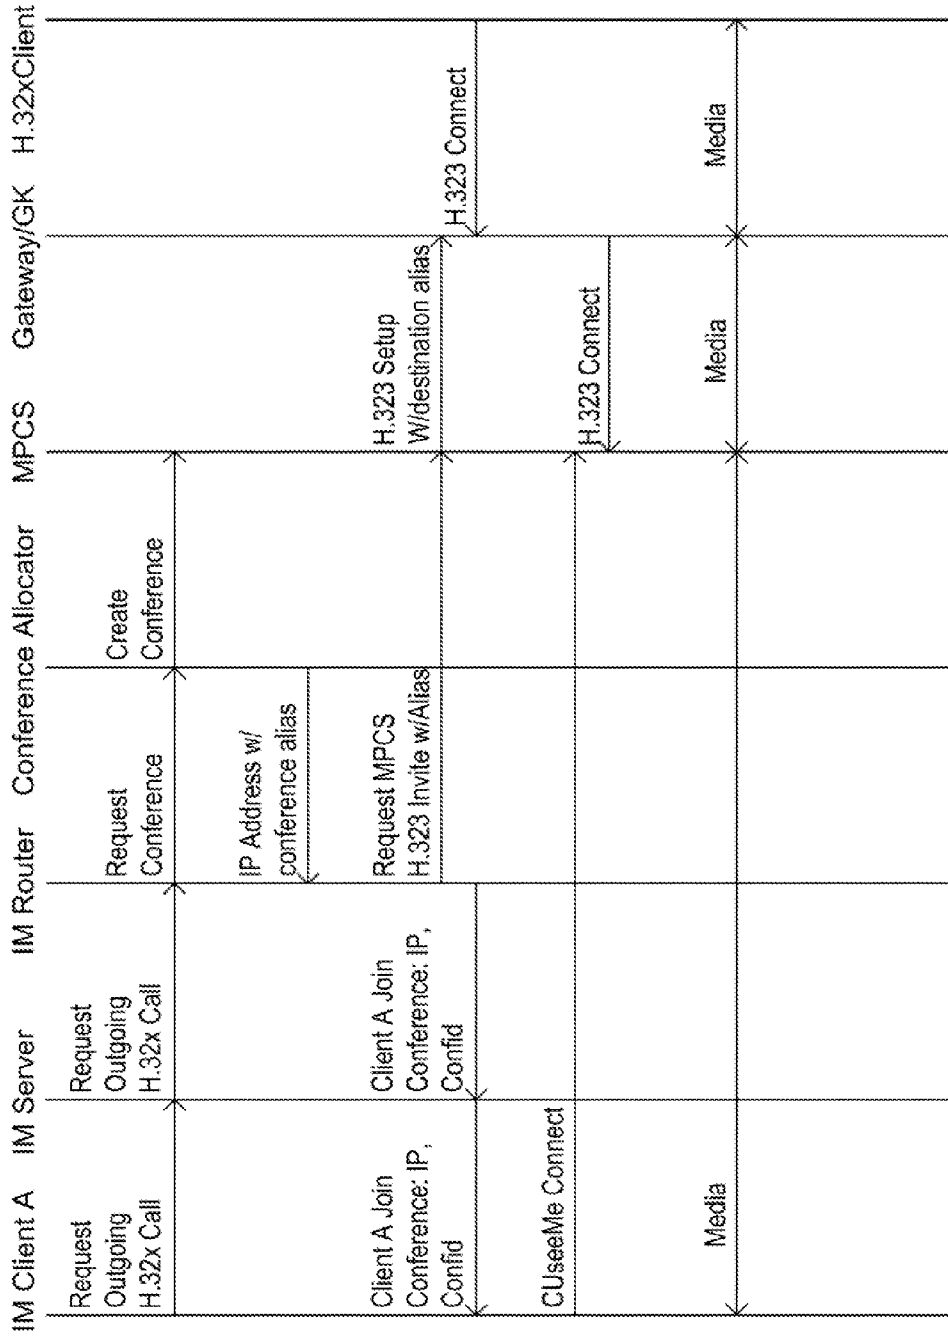 IM Client A
IM Server
IM Router
Conference Allocator
MPCS
Gateway/GK
H.32xClient
Request
Outgoing
H.32x Call
Request
Outgoing
H.32x Call
Request
Conference
Create
Conference
IP Address w/
conference alias
Client A Join
Conference: IP,
Confid
Client A Join
Conference: IP,
Confid
Request MPCS
H.323 Invite w/Alias
H.323 Setup
W/destination alias
H.323 Connect
CUseeMe Connect
H.323 Connect
Media
Media
Media